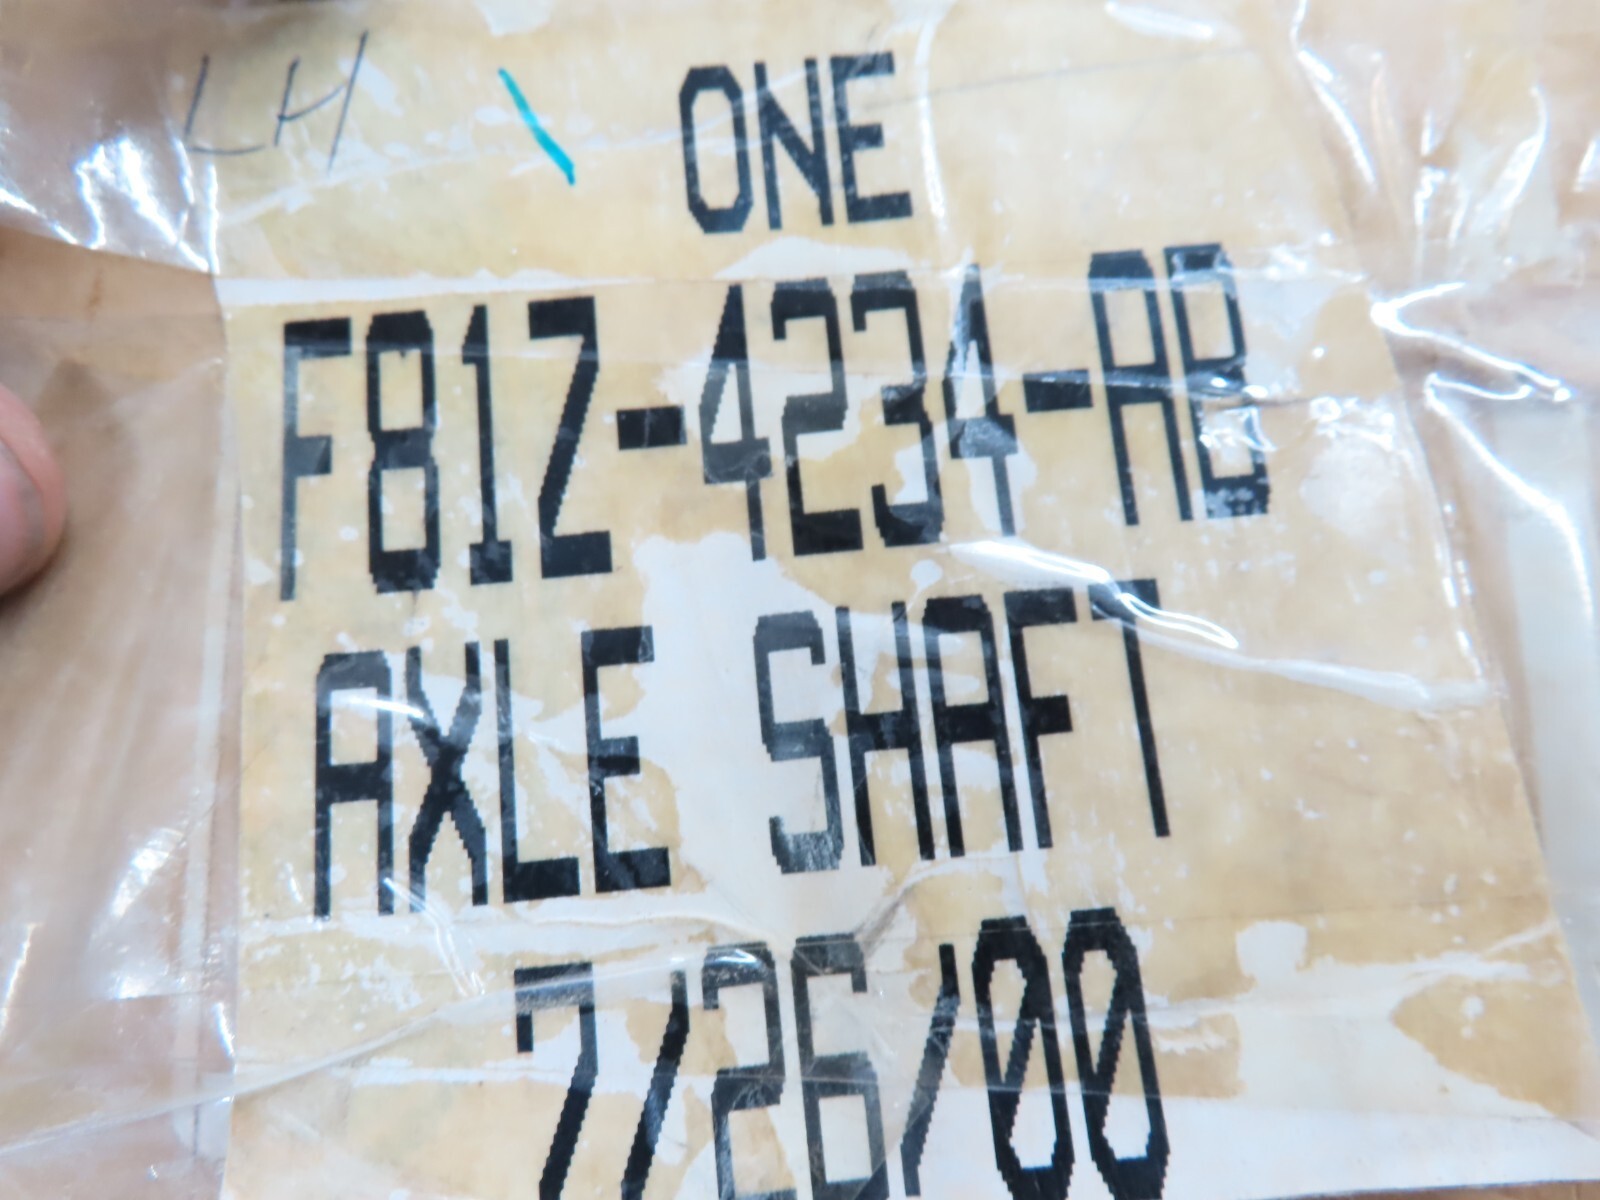 LH
ONE
F81Z-4234-AB
AXLE SHAFT
7/26/00